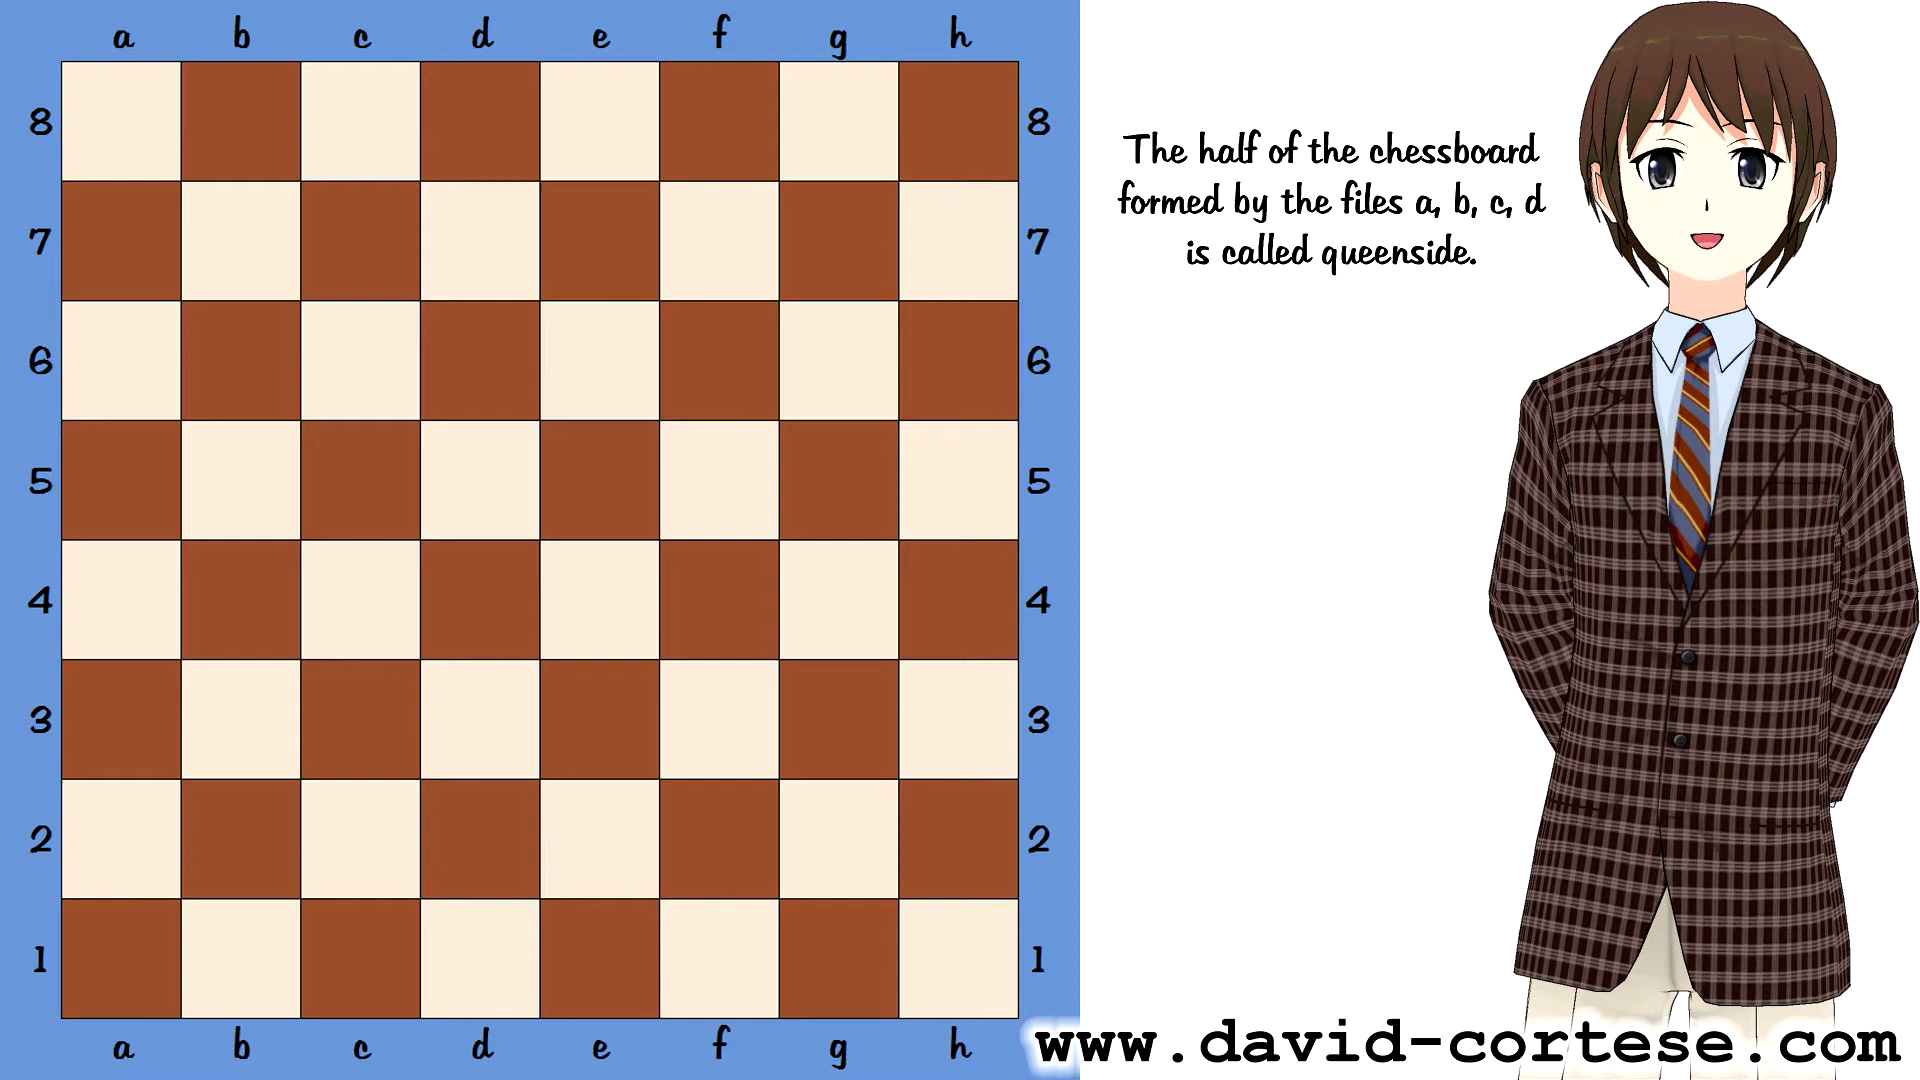 a b c d e f g h
8 8
7 7
6 6
5 5
4 4
3 3
2 2
1 1
a b c d e f g h
The half of the chessboard
formed by the files a, b, c, d
is called queenside.
www.david-cortese.com